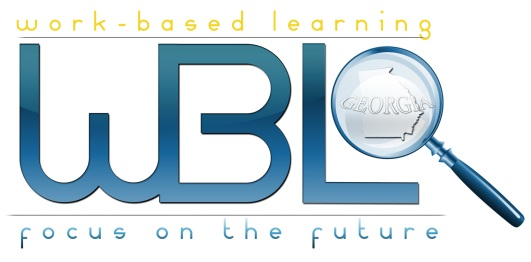 work-based learning
WBL
GEORGIA
focus on the future